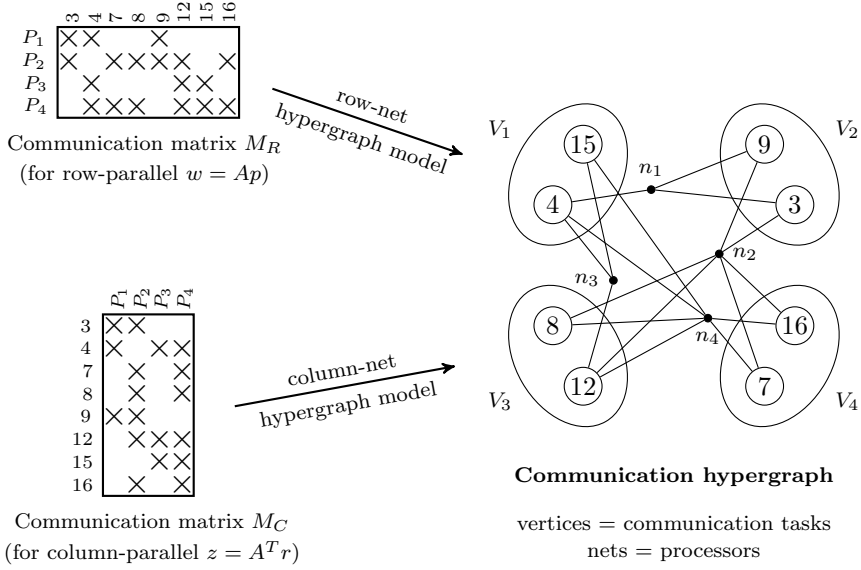 3 4 7 8 9 12 15 16
P₁
P₂
P₃
P₄
Communication matrix M_R
(for row-parallel w = Ap)
row-net
hypergraph model
P₁ P₂ P₃ P₄
3
4
7
8
9
12
15
16
Communication matrix M_C
(for column-parallel z = Aᵀr)
column-net
hypergraph model
V₁ 15 9 V₂
n₁
4 3
n₂
n₃
8 n₄ 16
12 7
V₃ V₄
Communication hypergraph
vertices = communication tasks
nets = processors